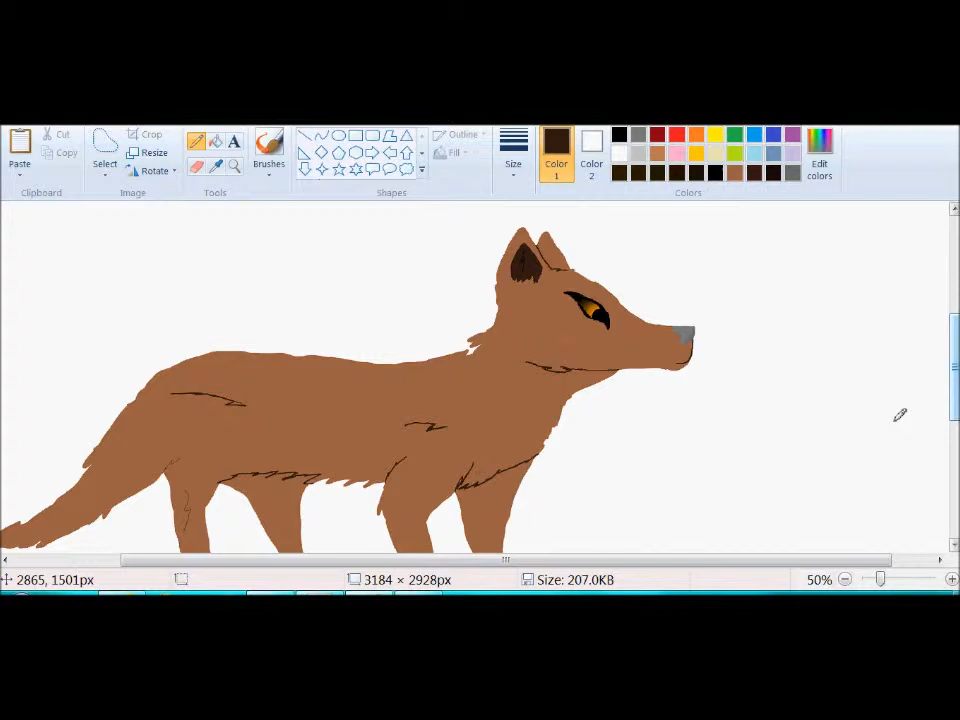 Paste
Cut
Copy
Clipboard
Select
Crop
Resize
Rotate
Image
A
Tools
Brushes
Outline
Fill
Shapes
Size
Color 1
Color 2
Edit colors
Colors
2865, 1501px
3184 × 2928px
Size: 207.0KB
50%